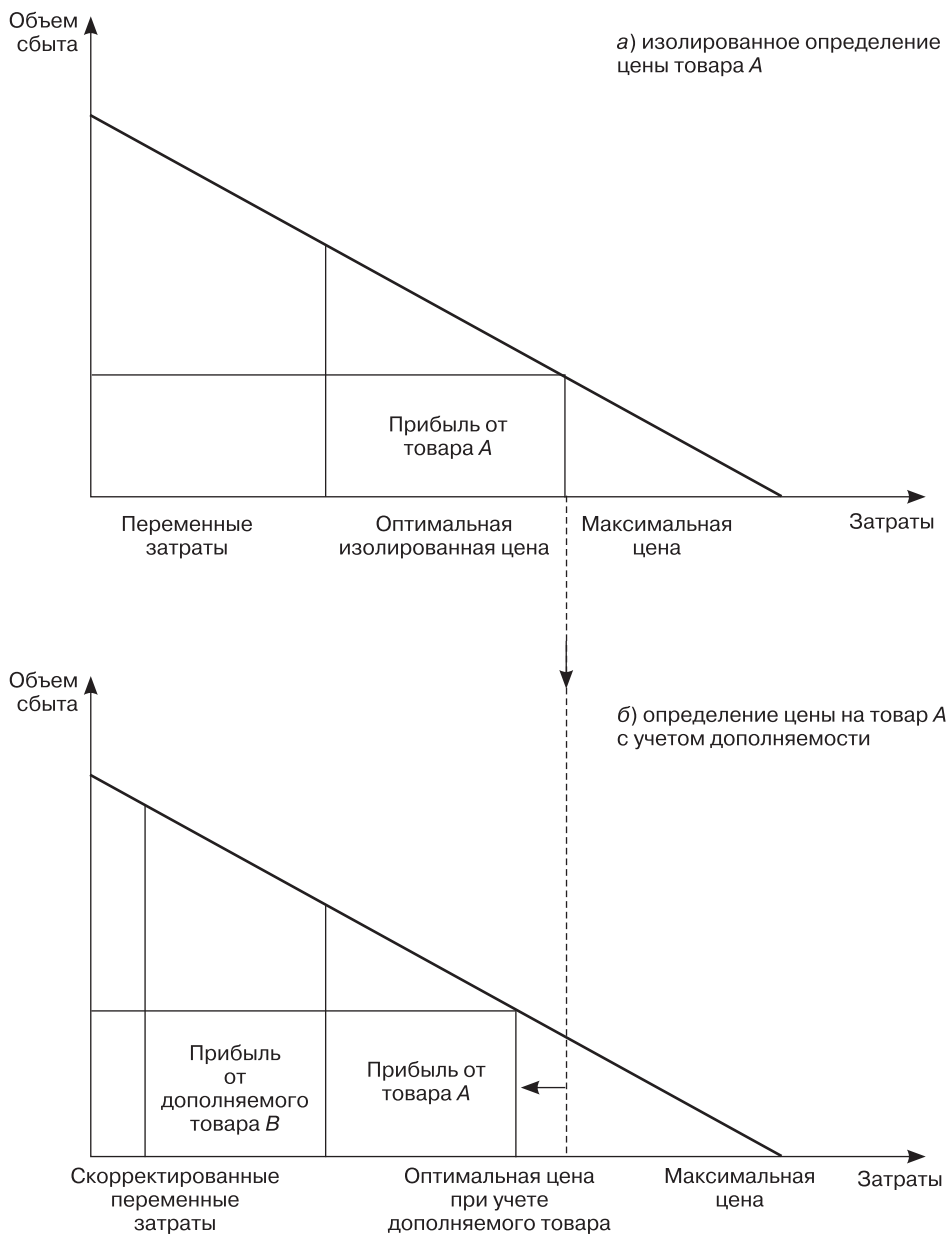 Объем
сбыта
а) изолированное определение
цены товара А
Прибыль от
товара А
Переменные
затраты
Оптимальная
изолированная цена
Максимальная
цена
Затраты
Объем
сбыта
б) определение цены на товар А
с учетом дополняемости
Прибыль
от
дополняемого
товара В
Прибыль от
товара А
Скорректированные
переменные
затраты
Оптимальная цена
при учете
дополняемого товара
Максимальная
цена
Затраты